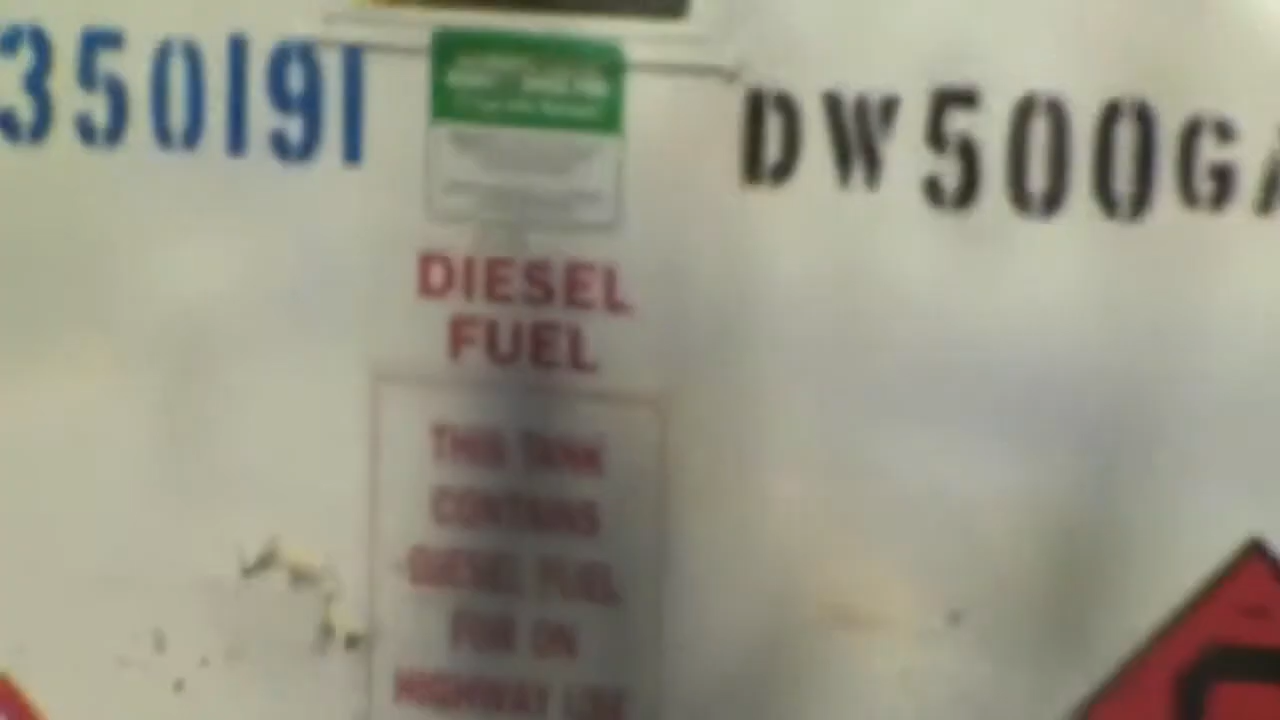 350191
DW500GA
DIESEL
FUEL
THIS TANK
CONTAINS
DIESEL FUEL
FOR ON
HIGHWAY USE